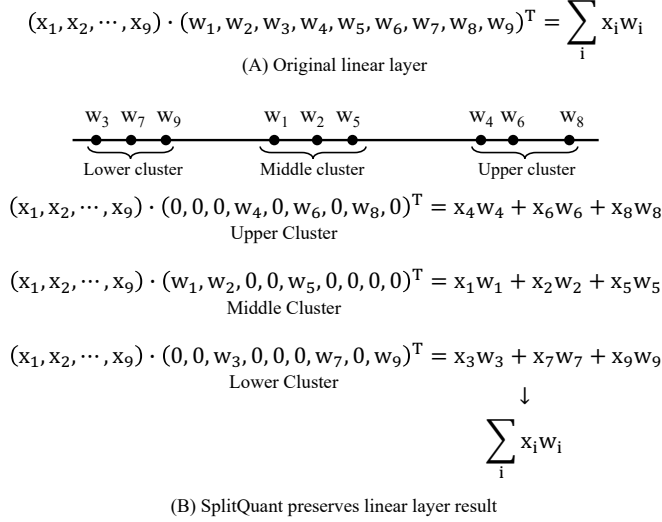 (x₁, x₂, ⋯, x₉) · (w₁, w₂, w₃, w₄, w₅, w₆, w₇, w₈, w₉)ᵀ = ∑ᵢ xᵢwᵢ
(A) Original linear layer
w₃ w₇ w₉ w₁ w₂ w₅ w₄ w₆ w₈
Lower cluster Middle cluster Upper cluster
(x₁, x₂, ⋯, x₉) · (0, 0, 0, w₄, 0, w₆, 0, w₈, 0)ᵀ = x₄w₄ + x₆w₆ + x₈w₈
Upper Cluster
(x₁, x₂, ⋯, x₉) · (w₁, w₂, 0, 0, w₅, 0, 0, 0, 0)ᵀ = x₁w₁ + x₂w₂ + x₅w₅
Middle Cluster
(x₁, x₂, ⋯, x₉) · (0, 0, w₃, 0, 0, 0, w₇, 0, w₉)ᵀ = x₃w₃ + x₇w₇ + x₉w₉
Lower Cluster
↓
∑ᵢ xᵢwᵢ
(B) SplitQuant preserves linear layer result